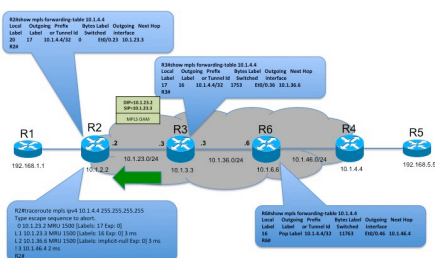 R2#show mpls forwarding-table 10.1.4.4
Local Outgoing Prefix Bytes Label Outgoing Next Hop
Label Label or Tunnel Id Switched interface
20 17 10.1.4.4/32 0 Et0/0.23 10.1.23.3
R2#
R3#show mpls forwarding-table 10.1.4.4
Local Outgoing Prefix Bytes Label Outgoing Next Hop
Label Label or Tunnel Id Switched interface
17 16 10.1.4.4/32 1753 Et0/0.36 10.1.36.6
R3#
DIP=10.1.23.2
SIP=10.1.23.3
MPLS OAM
R1
R2
R3
R6
R4
R5
.2
.3
.3
.6
192.168.1.1
10.1.2.2
10.1.23.0/24
10.1.3.3
10.1.36.0/24
10.1.6.6
10.1.46.0/24
10.1.4.4
192.168.5.5
R2#traceroute mpls ipv4 10.1.4.4 255.255.255.255
Type escape sequence to abort.
0 10.1.23.2 MRU 1500 [Labels: 17 Exp: 0]
L 1 10.1.23.3 MRU 1500 [Labels: 16 Exp: 0] 3 ms
L 2 10.1.36.6 MRU 1500 [Labels: implicit-null Exp: 0] 3 ms
! 3 10.1.46.4 2 ms
R2#
R6#show mpls forwarding-table 10.1.4.4
Local Outgoing Prefix Bytes Label Outgoing Next Hop
Label Label or Tunnel Id Switched interface
16 Pop Label 10.1.4.4/32 11763 Et0/0.46 10.1.46.4
R6#